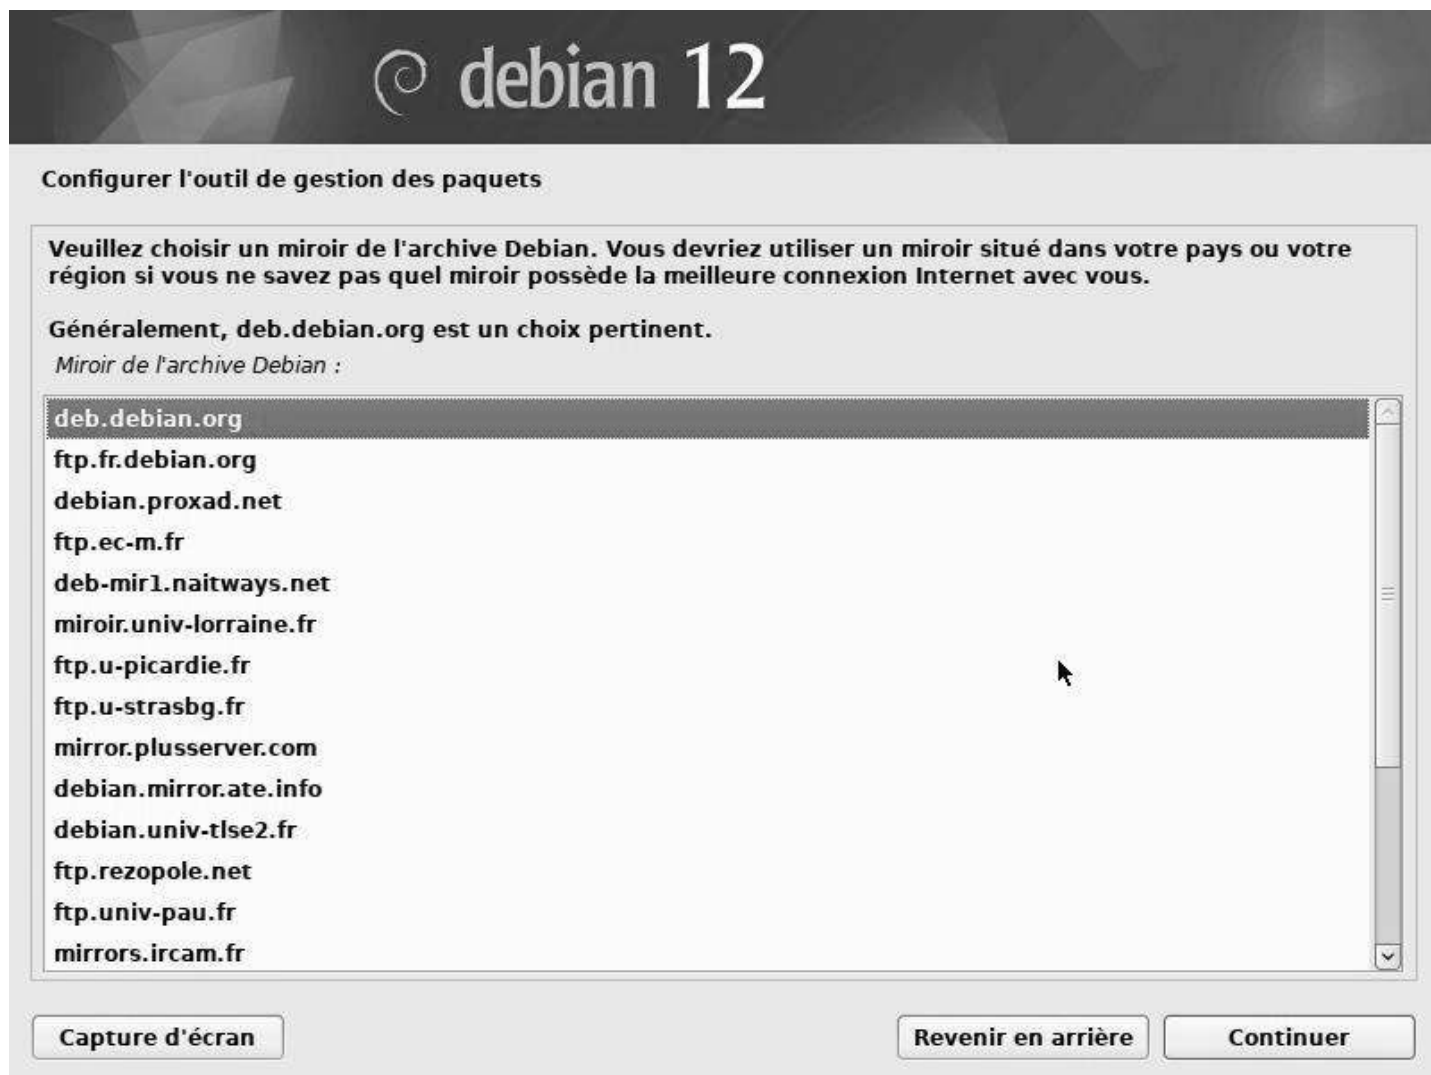 debian 12
Configurer l'outil de gestion des paquets
Veuillez choisir un miroir de l'archive Debian. Vous devriez utiliser un miroir situé dans votre pays ou votre
région si vous ne savez pas quel miroir possède la meilleure connexion Internet avec vous.
Généralement, deb.debian.org est un choix pertinent.
Miroir de l'archive Debian :
deb.debian.org
ftp.fr.debian.org
debian.proxad.net
ftp.ec-m.fr
deb-mir1.naitways.net
miroir.univ-lorraine.fr
ftp.u-picardie.fr
ftp.u-strasbg.fr
mirror.plusserver.com
debian.mirror.ate.info
debian.univ-tlse2.fr
ftp.rezopole.net
ftp.univ-pau.fr
mirrors.ircam.fr
Capture d'écran
Revenir en arrière
Continuer